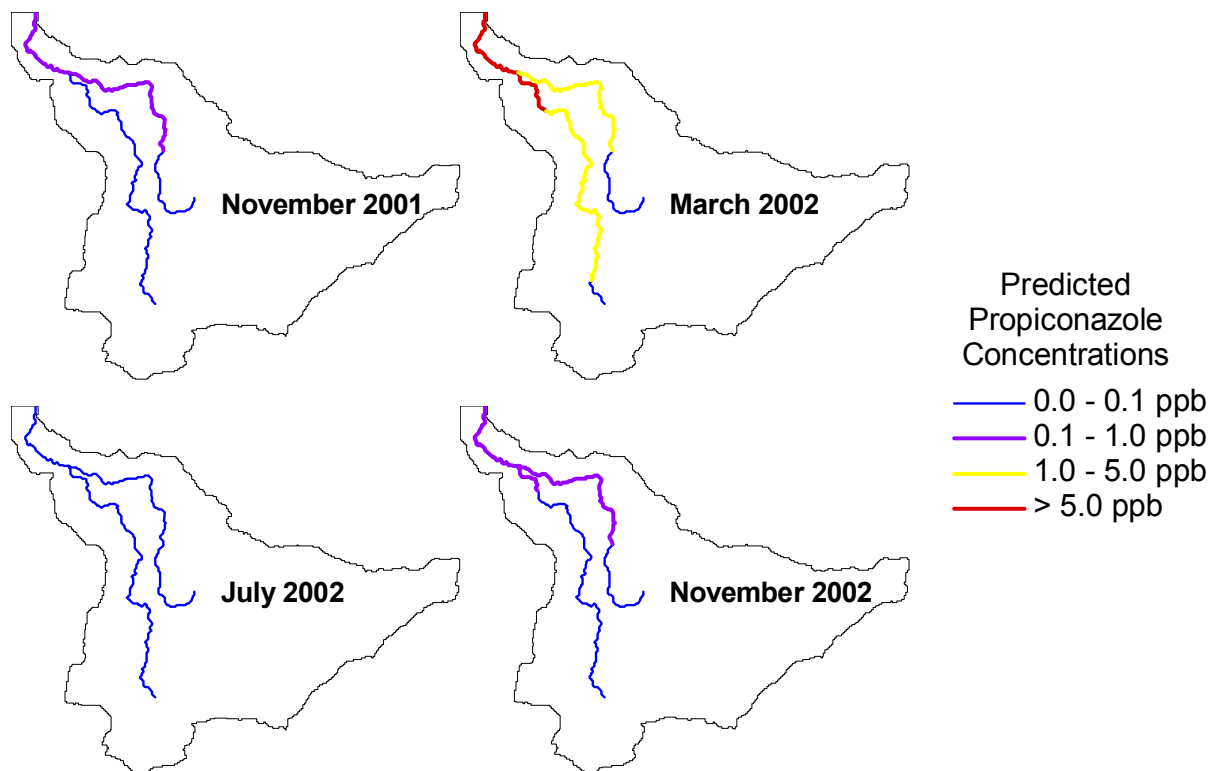 November 2001
March 2002
Predicted
Propiconazole
Concentrations
0.0 - 0.1 ppb
0.1 - 1.0 ppb
1.0 - 5.0 ppb
> 5.0 ppb
July 2002
November 2002